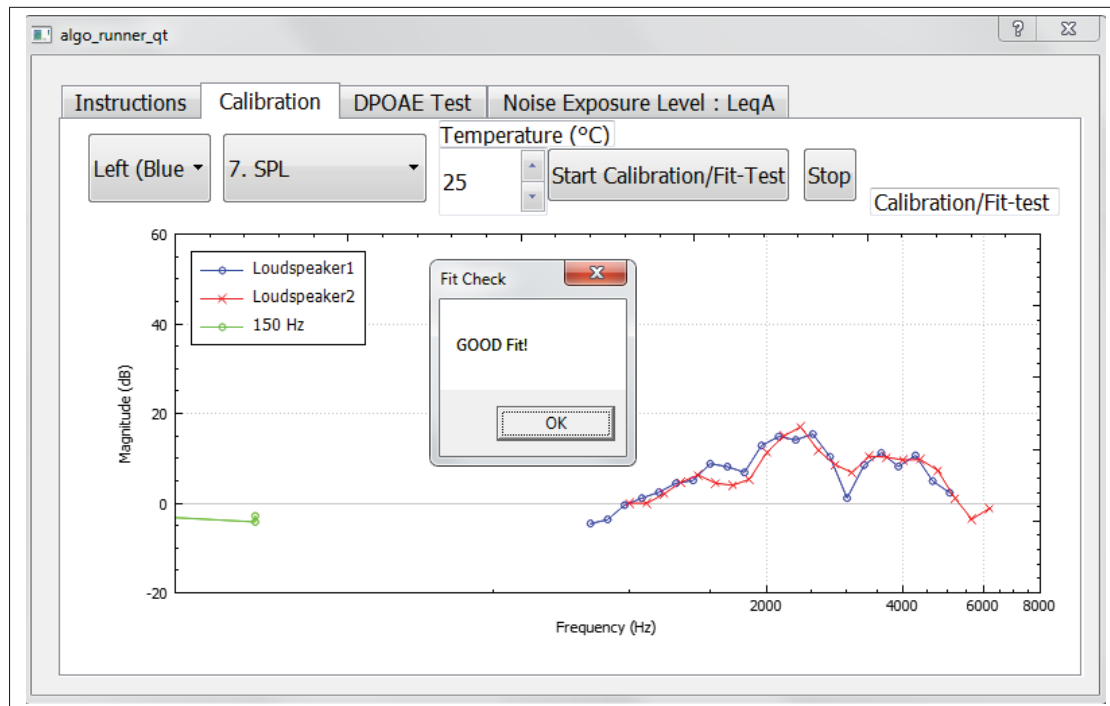 algo_runner_qt
Instructions Calibration DPOAE Test Noise Exposure Level : LeqA
Temperature (°C)
Left (Blue 7. SPL 25 Start Calibration/Fit-Test Stop
Calibration/Fit-test
60
40
20
0
-20
Magnitude (dB)
Loudspeaker1
Loudspeaker2
150 Hz
Fit Check
GOOD Fit!
OK
2000 4000 6000 8000
Frequency (Hz)